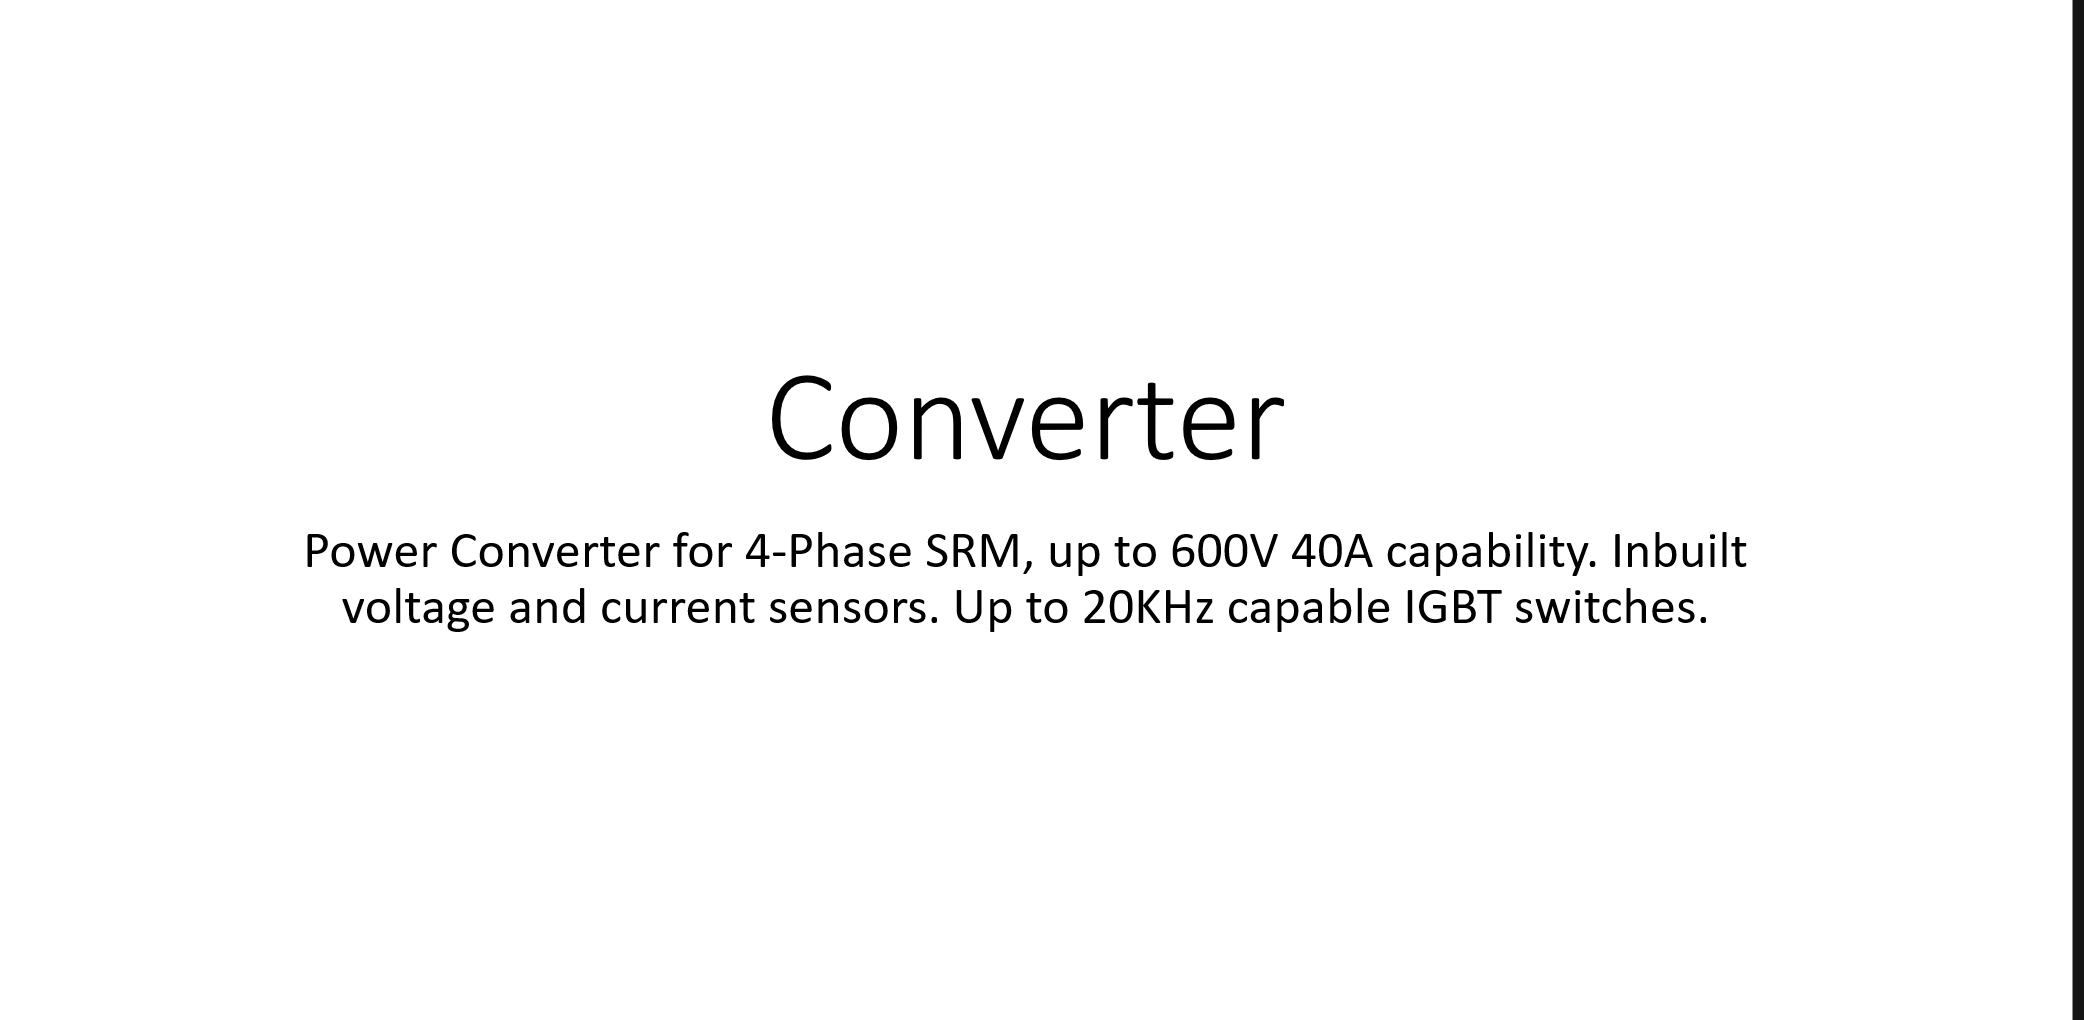 Converter
Power Converter for 4-Phase SRM, up to 600V 40A capability. Inbuilt
voltage and current sensors. Up to 20KHz capable IGBT switches.